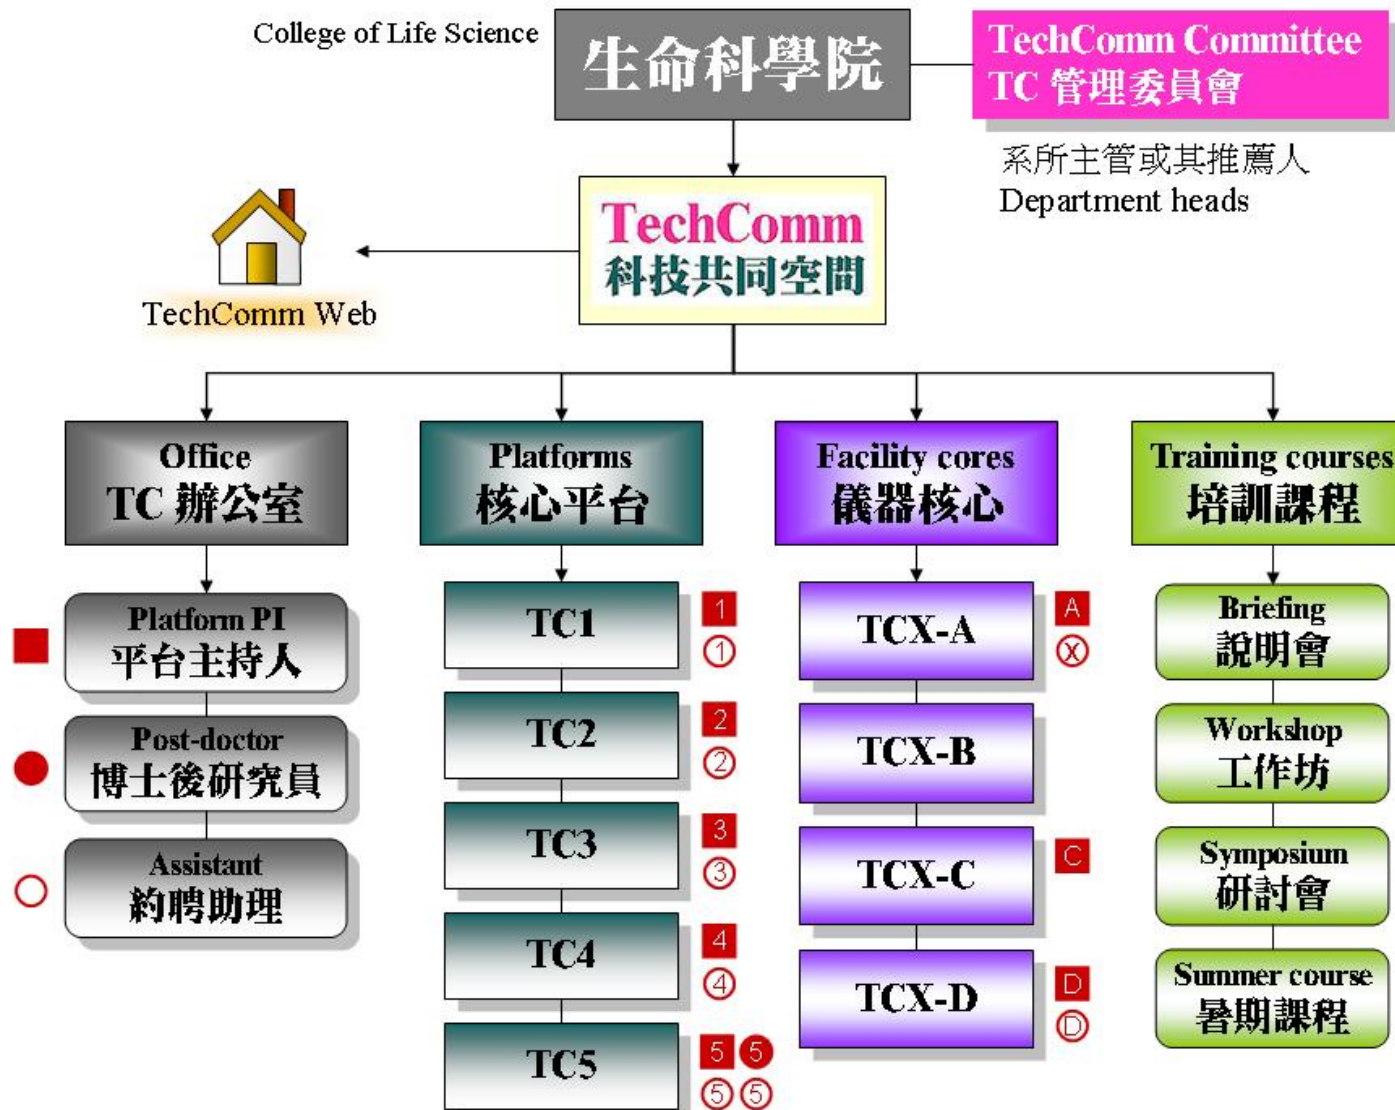 College of Life Science
生命科學院
TechComm Committee
TC 管理委員會
系所主管或其推薦人
Department heads
TechComm
科技共同空間
TechComm Web
Office
TC 辦公室
Platform PI
平台主持人
Post-doctor
博士後研究員
Assistant
約聘助理
Platforms
核心平台
TC1
1
1
TC2
2
2
TC3
3
3
TC4
4
4
TC5
5 5
5 5
Facility cores
儀器核心
TCX-A
A
X
TCX-B
TCX-C
C
TCX-D
D
D
Training courses
培訓課程
Briefing
說明會
Workshop
工作坊
Symposium
研討會
Summer course
暑期課程